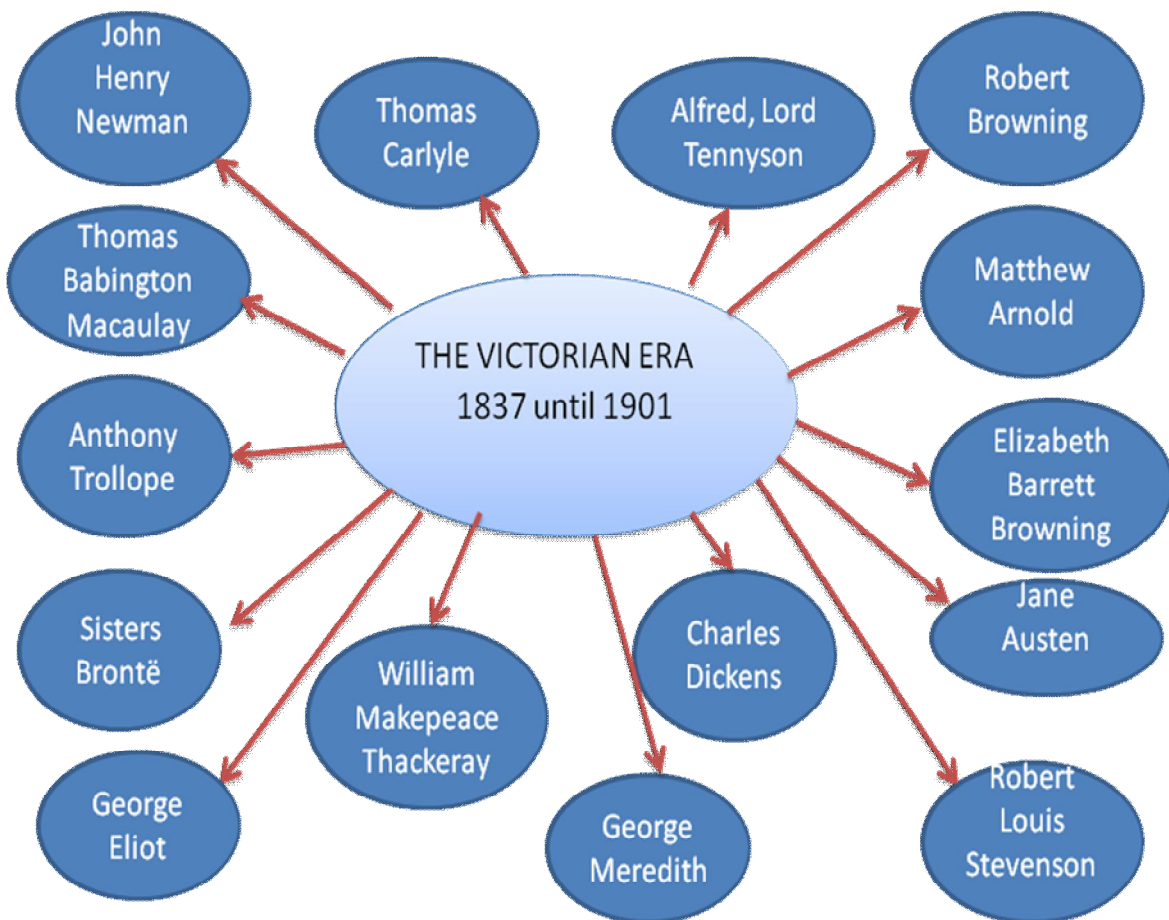 John
Henry
Newman
Thomas
Carlyle
Alfred, Lord
Tennyson
Robert
Browning
Thomas
Babington
Macaulay
THE VICTORIAN ERA
1837 until 1901
Matthew
Arnold
Anthony
Trollope
Elizabeth
Barrett
Browning
Sisters
Brontë
William
Makepeace
Thackeray
Charles
Dickens
Jane
Austen
George
Eliot
George
Meredith
Robert
Louis
Stevenson